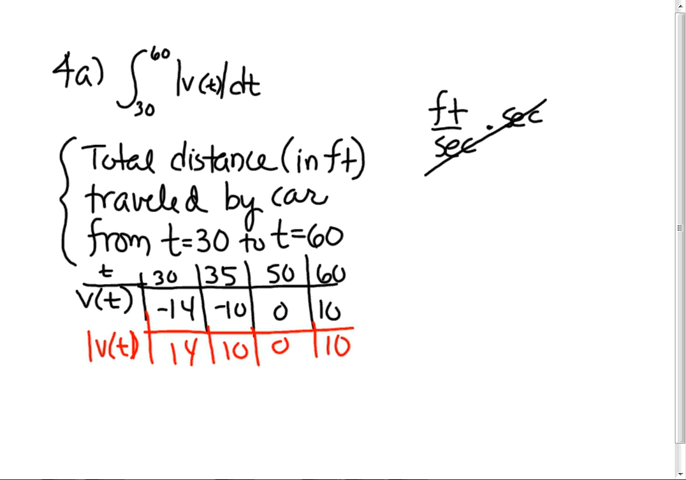 4a) ∫₃₀⁶⁰ |v(t)|dt
ft/sec · sec
Total distance (in ft)
traveled by car
from t=30 to t=60
t 30 35 50 60
v(t) -14 -10 0 10
|v(t) 14 10 0 10